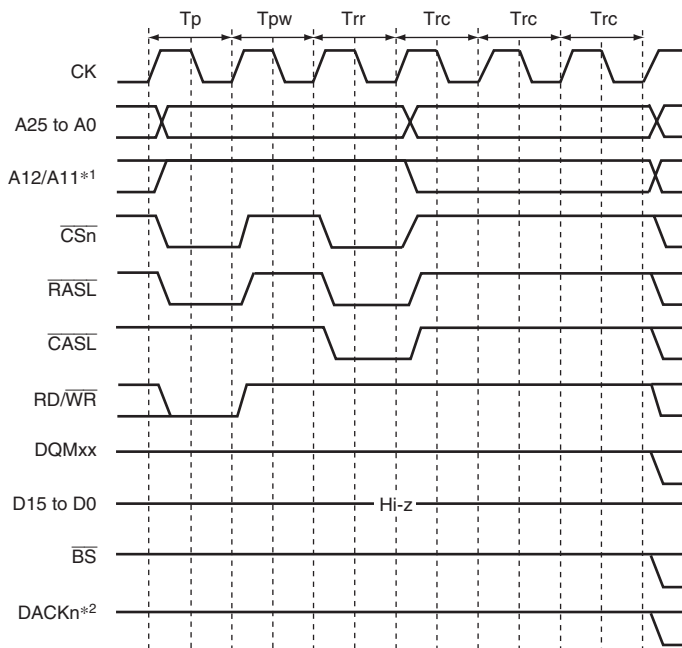 Tp Tpw Trr Trc Trc Trc
CK
A25 to A0
A12/A11*1
CSn
RASL
CASL
RD/WR
DQMxx
D15 to D0 Hi-z
BS
DACKn*2